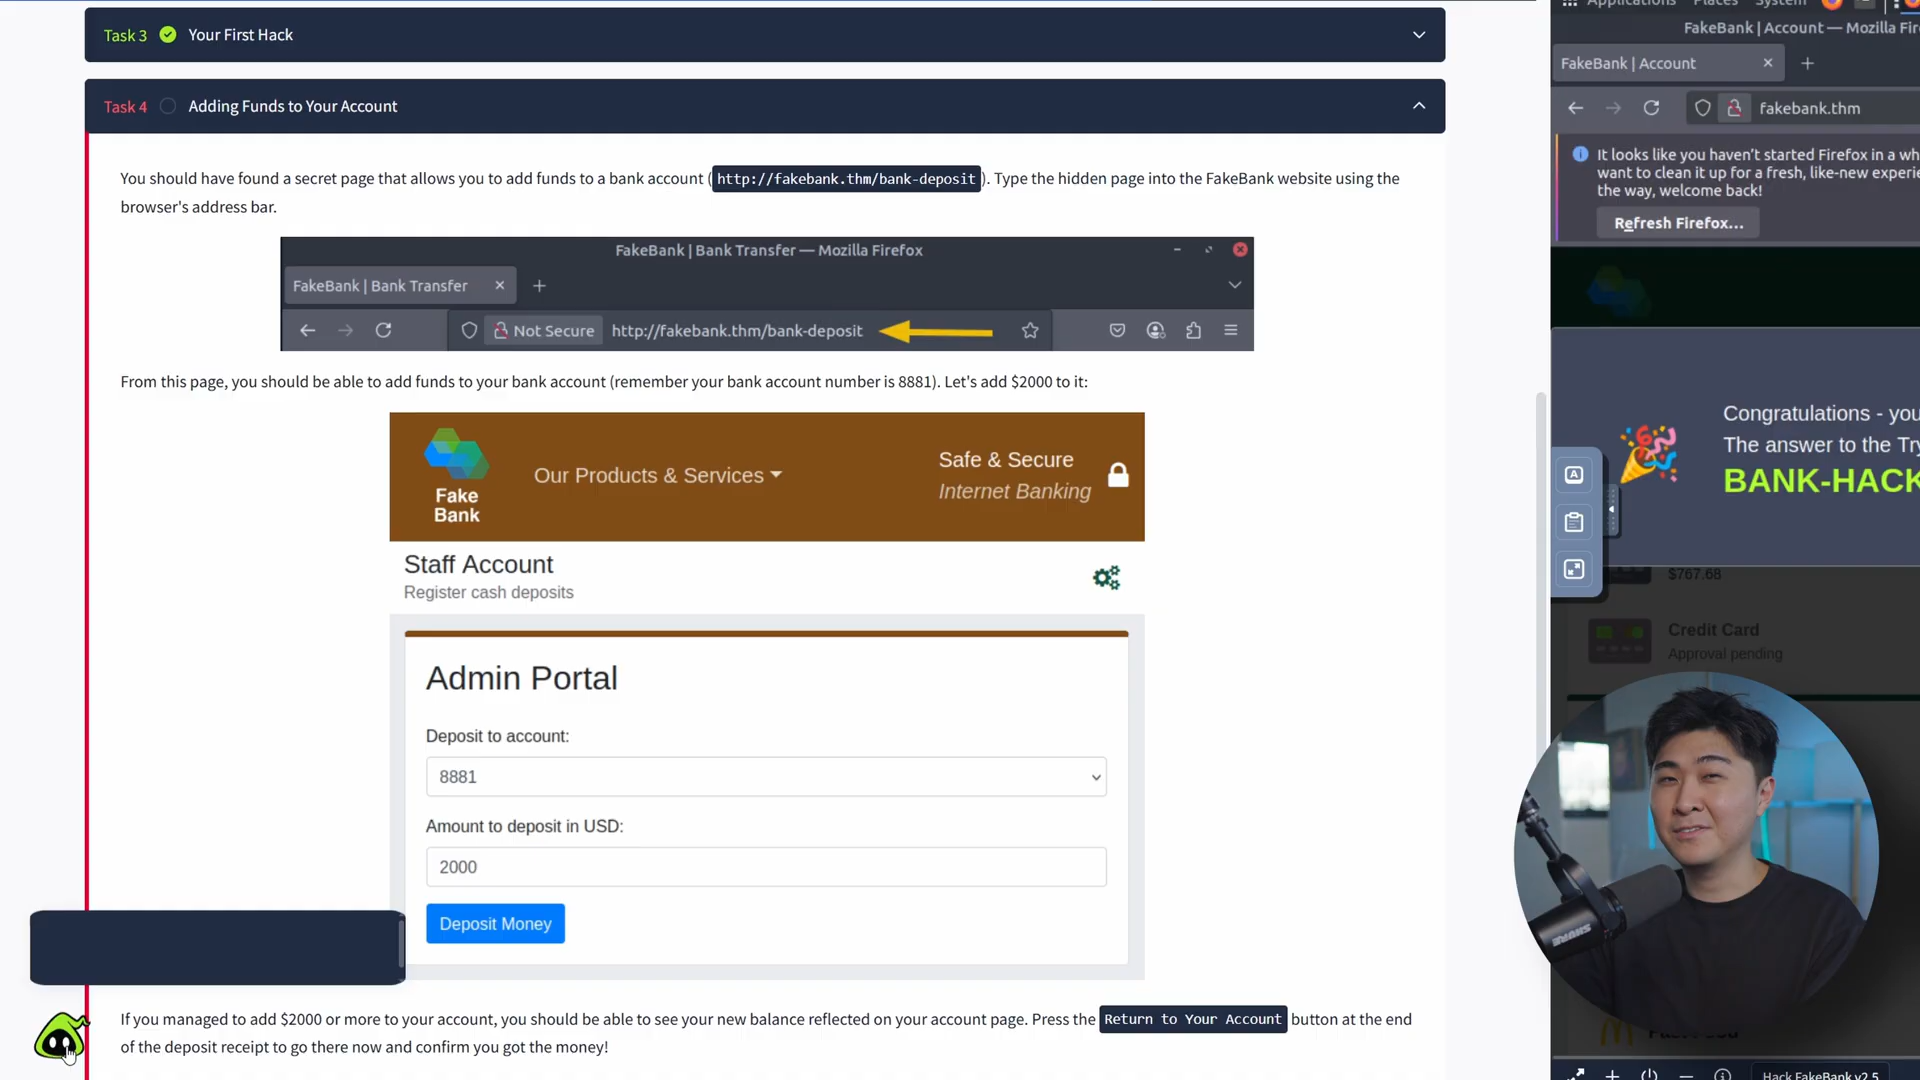 Task 3 Your First Hack
Task 4 Adding Funds to Your Account
You should have found a secret page that allows you to add funds to a bank account (http://fakebank.thm/bank-deposit). Type the hidden page into the FakeBank website using the
browser's address bar.
FakeBank | Bank Transfer — Mozilla Firefox
FakeBank | Bank Transfer
Not Secure http://fakebank.thm/bank-deposit
From this page, you should be able to add funds to your bank account (remember your bank account number is 8881). Let's add $2000 to it:
Fake
Bank
Our Products & Services
Safe & Secure
Internet Banking
Staff Account
Register cash deposits
Admin Portal
Deposit to account:
8881
Amount to deposit in USD:
2000
Deposit Money
If you managed to add $2000 or more to your account, you should be able to see your new balance reflected on your account page. Press the Return to Your Account button at the end
of the deposit receipt to go there now and confirm you got the money!
Applications Places System
FakeBank | Account — Mozilla Fire
FakeBank | Account
fakebank.thm
It looks like you haven't started Firefox in a wh
want to clean it up for a fresh, like-new experie
the way, welcome back!
Refresh Firefox...
Congratulations - you
The answer to the Try
BANK-HACK
$767.68
Credit Card
Approval pending
SHURE
Hack FakeBank v2.5